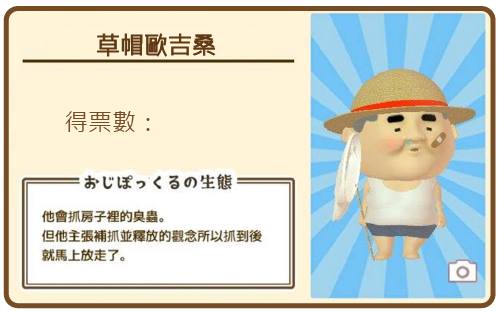 草帽歐吉桑
得票數：
おじぽっくるの生態
他會抓房子裡的臭蟲。
但他主張補抓並釋放的觀念所以抓到後
就馬上放走了。